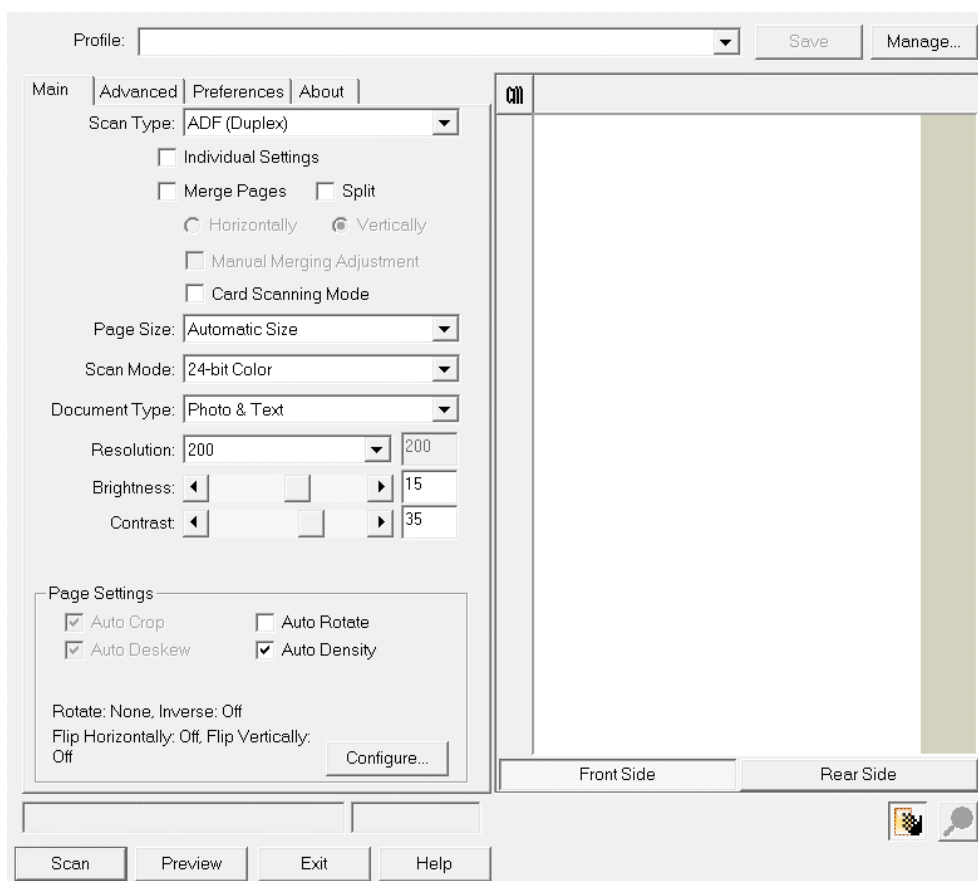 Profile: Save Manage...
Main Advanced Preferences About
Scan Type: ADF (Duplex)
Individual Settings
Merge Pages Split
Horizontally Vertically
Manual Merging Adjustment
Card Scanning Mode
Page Size: Automatic Size
Scan Mode: 24-bit Color
Document Type: Photo & Text
Resolution: 200 200
Brightness: 15
Contrast: 35
Page Settings
Auto Crop Auto Rotate
Auto Deskew Auto Density
Rotate: None, Inverse: Off
Flip Horizontally: Off, Flip Vertically:
Off
Configure...
cm
Front Side Rear Side
Scan Preview Exit Help